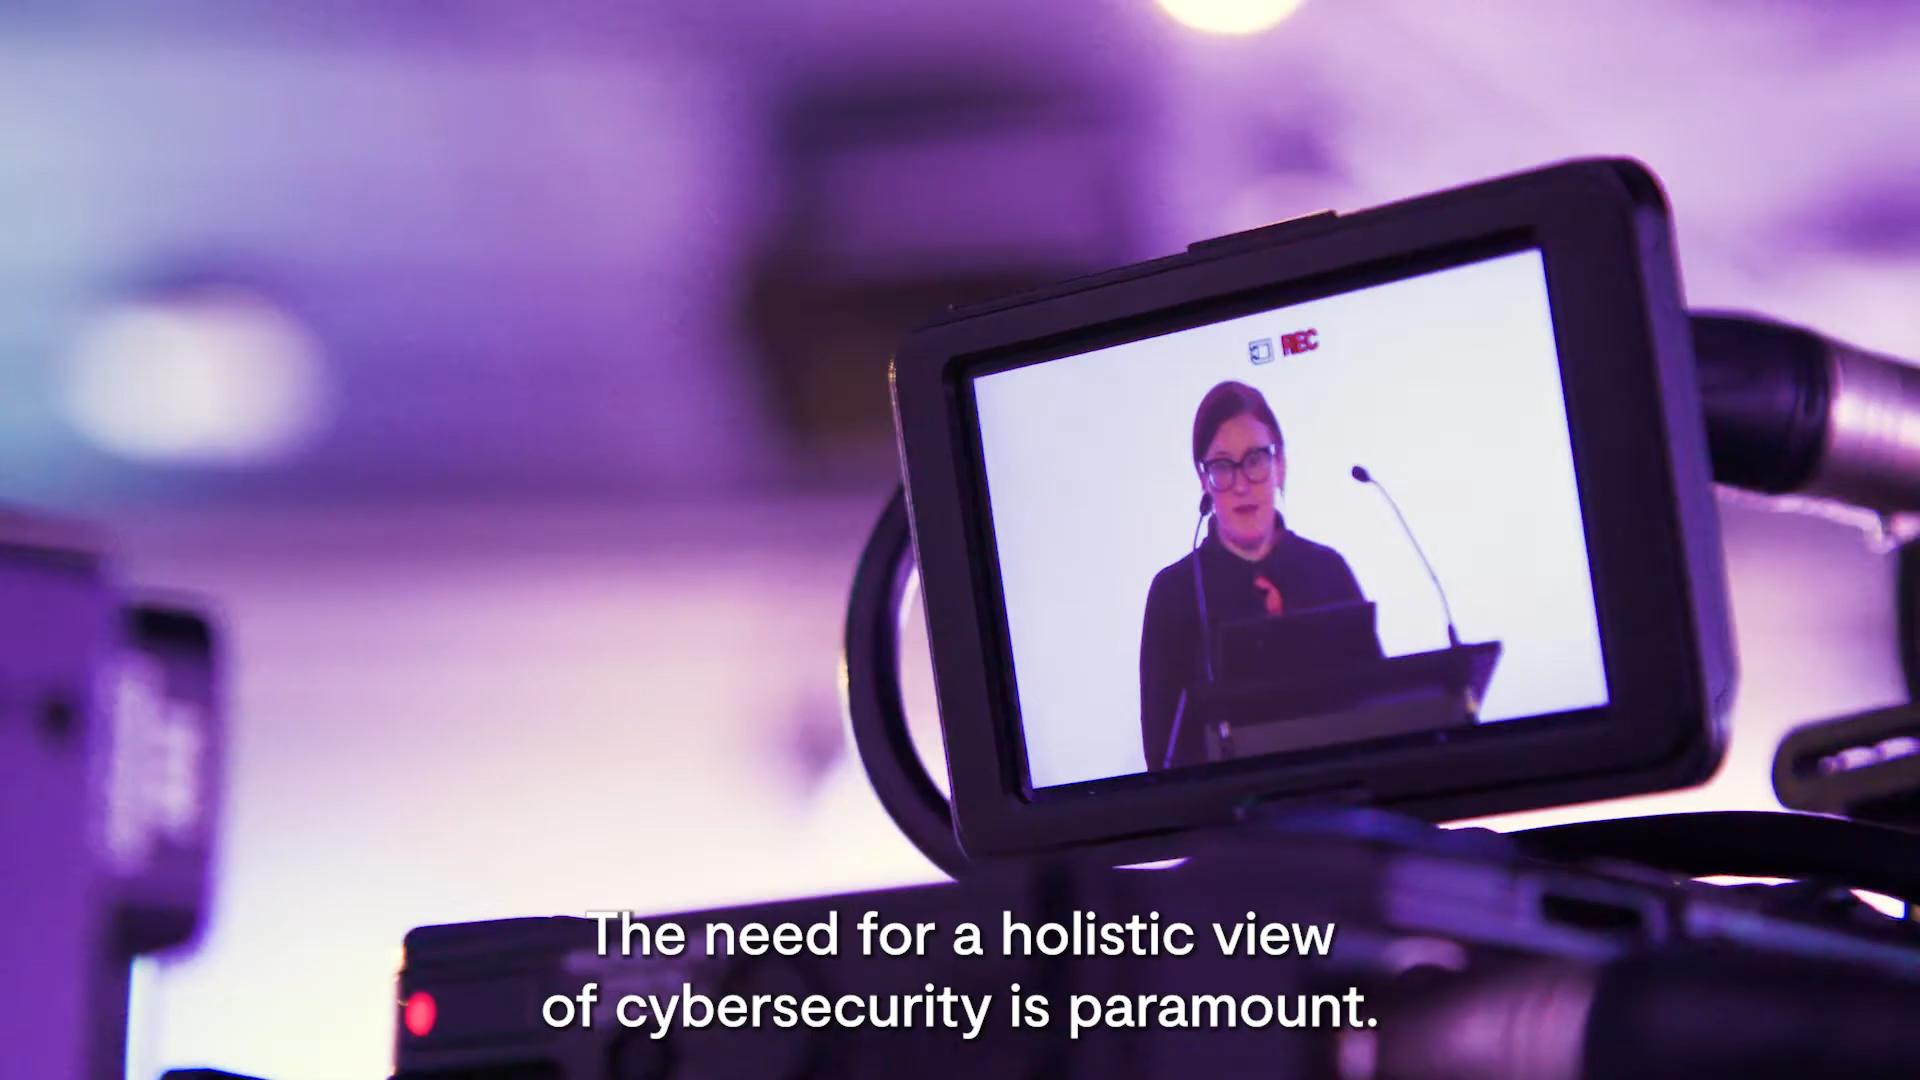 REC
The need for a holistic view
of cybersecurity is paramount.